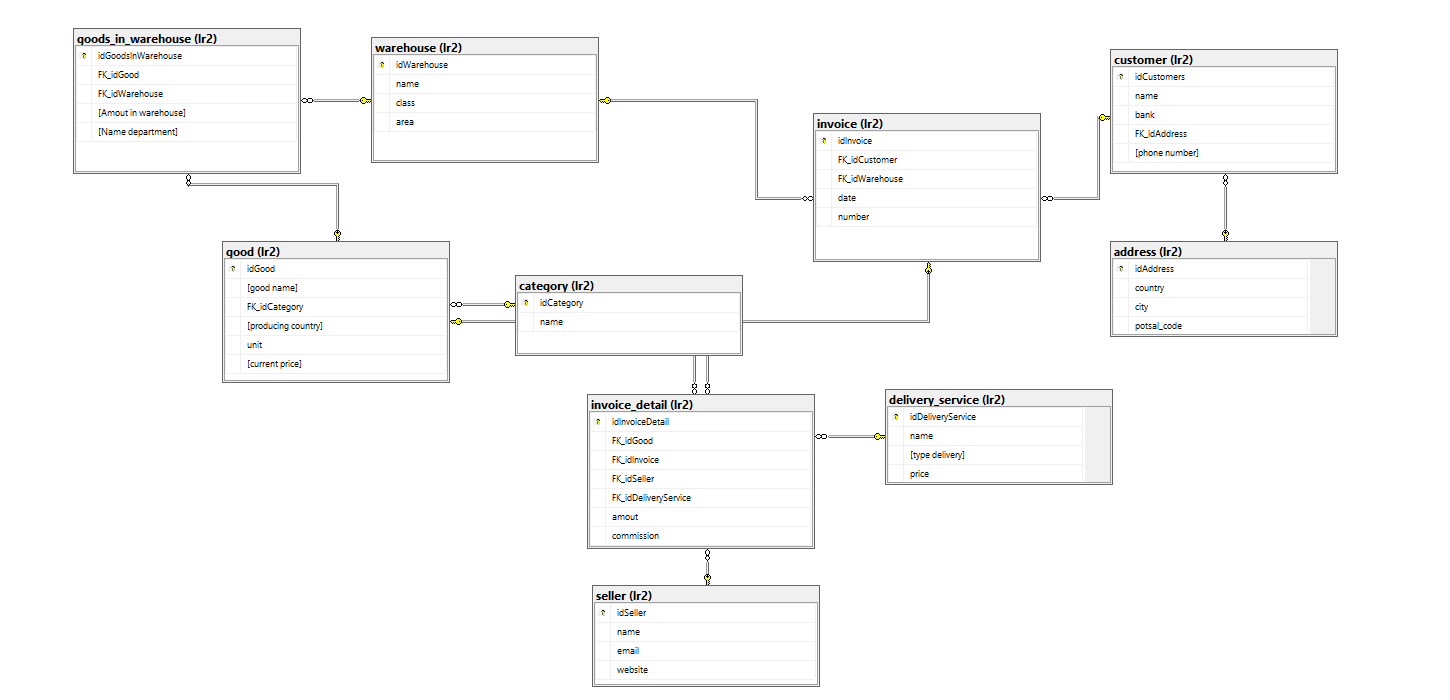 goods_in_warehouse (lr2)
idGoodsInWarehouse
FK_idGood
FK_idWarehouse
[Amout in warehouse]
[Name department]
warehouse (lr2)
idWarehouse
name
class
area
invoice (lr2)
idInvoice
FK_idCustomer
FK_idWarehouse
date
number
customer (lr2)
idCustomers
name
bank
FK_idAddress
[phone number]
good (lr2)
idGood
[good name]
FK_idCategory
[producing country]
unit
[current price]
category (lr2)
idCategory
name
address (lr2)
idAddress
country
city
potsal_code
invoice_detail (lr2)
idInvoiceDetail
FK_idGood
FK_idInvoice
FK_idSeller
FK_idDeliveryService
amout
commission
delivery_service (lr2)
idDeliveryService
name
[type delivery]
price
seller (lr2)
idSeller
name
email
website